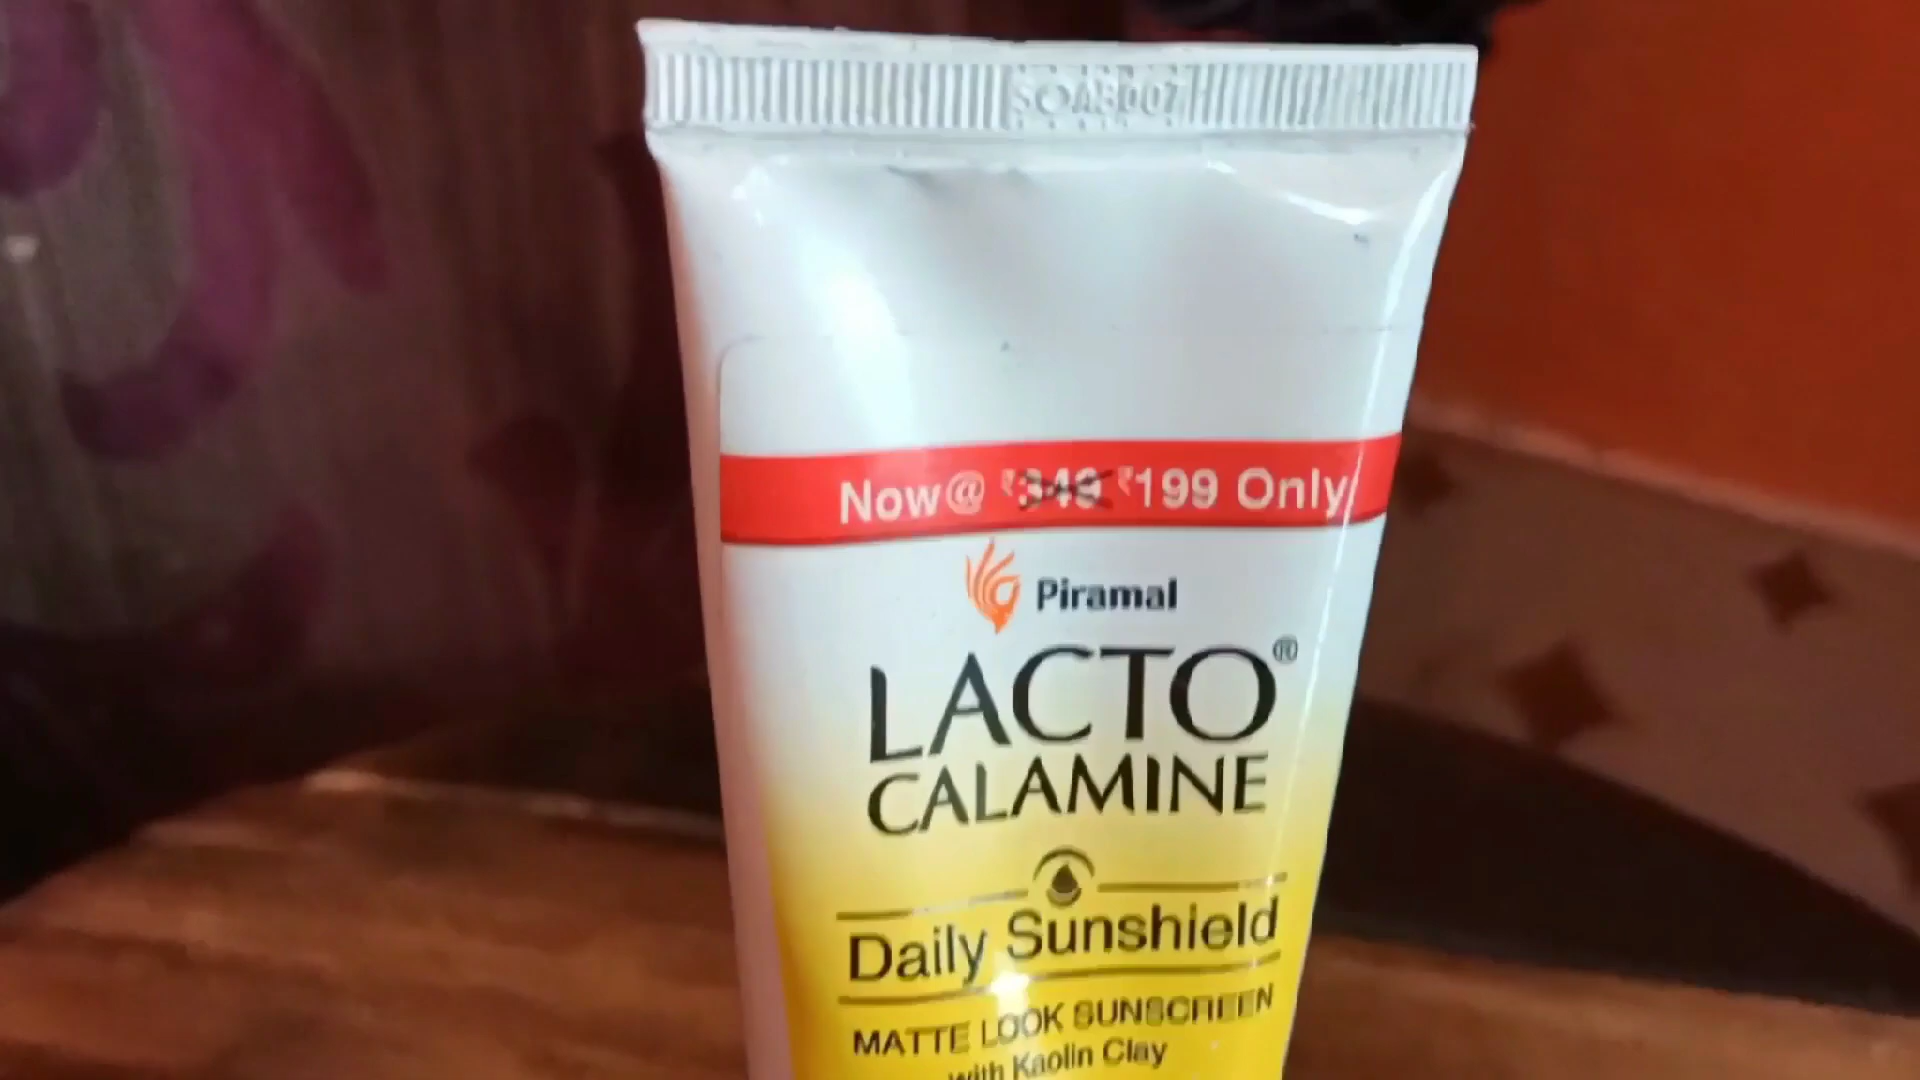 Now@ ₹349 ₹199 Only
Piramal
LACTO®
CALAMINE
Daily Sunshield
MATTE LOOK SUNSCREEN
with Kaolin Clay